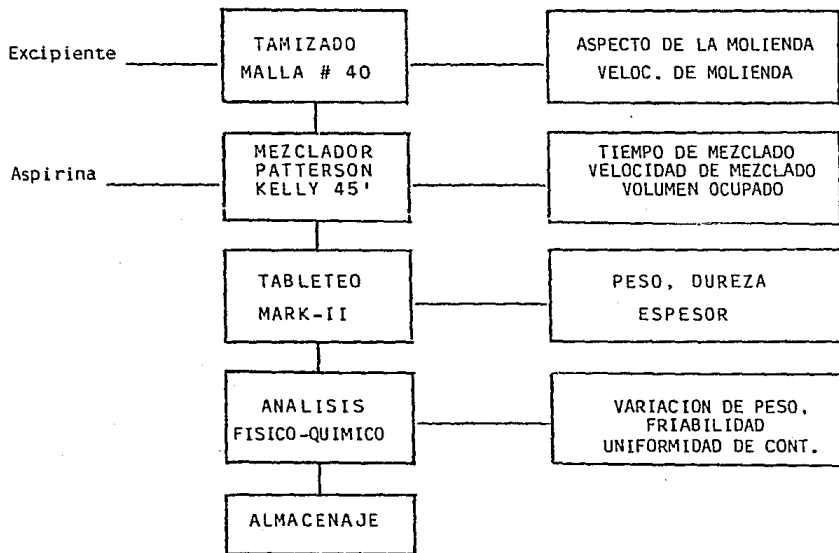 Excipiente
TAMIZADO
MALLA # 40
ASPECTO DE LA MOLIENDA
VELOC. DE MOLIENDA
Aspirina
MEZCLADOR
PATTERSON
KELLY 45'
TIEMPO DE MEZCLADO
VELOCIDAD DE MEZCLADO
VOLUMEN OCUPADO
TABLETEO
MARK-II
PESO, DUREZA
ESPESOR
ANALISIS
FISICO-QUIMICO
VARIACION DE PESO,
FRIABILIDAD
UNIFORMIDAD DE CONT.
ALMACENAJE